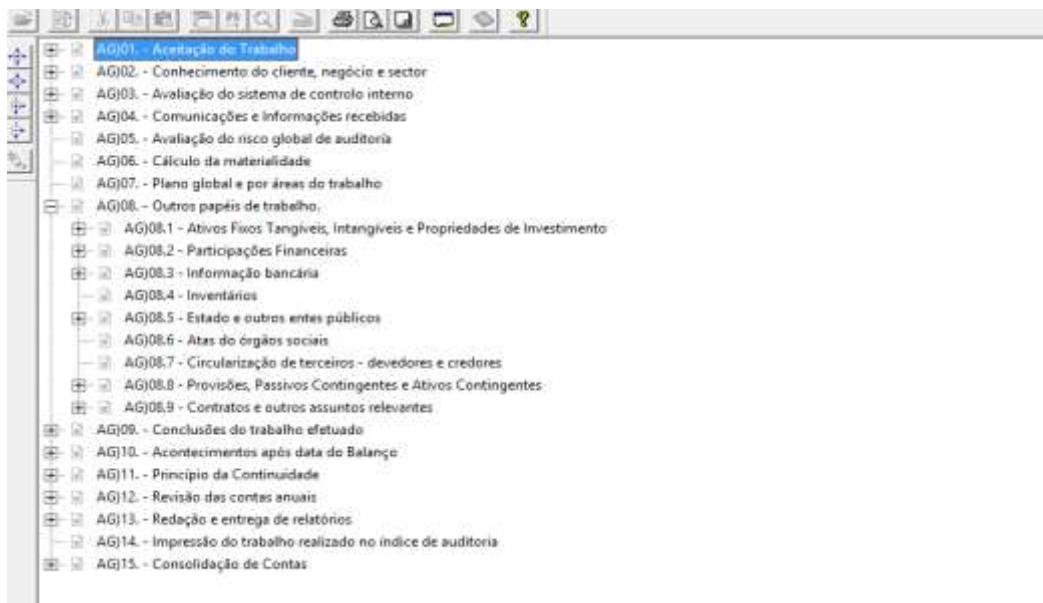 AG)01. - Aceitação do Trabalho
AG)02. - Conhecimento do cliente, negócio e sector
AG)03. - Avaliação do sistema de controlo interno
AG)04. - Comunicações e Informações recebidas
AG)05. - Avaliação do risco global de auditoria
AG)06. - Cálculo da materialidade
AG)07. - Plano global e por áreas do trabalho
AG)08. - Outros papéis de trabalho.
AG)08.1 - Ativos Fixos Tangíveis, Intangíveis e Propriedades de Investimento
AG)08.2 - Participações Financeiras
AG)08.3 - Informação bancária
AG)08.4 - Inventários
AG)08.5 - Estado e outros entes públicos
AG)08.6 - Atas do órgãos sociais
AG)08.7 - Circularização de terceiros - devedores e credores
AG)08.8 - Provisões, Passivos Contingentes e Ativos Contingentes
AG)08.9 - Contratos e outros assuntos relevantes
AG)09. - Conclusões do trabalho efetuado
AG)10. - Acontecimentos após data do Balanço
AG)11. - Princípio da Continuidade
AG)12. - Revisão das contas anuais
AG)13. - Redação e entrega de relatórios
AG)14. - Impressão do trabalho realizado no índice de auditoria
AG)15. - Consolidação de Contas